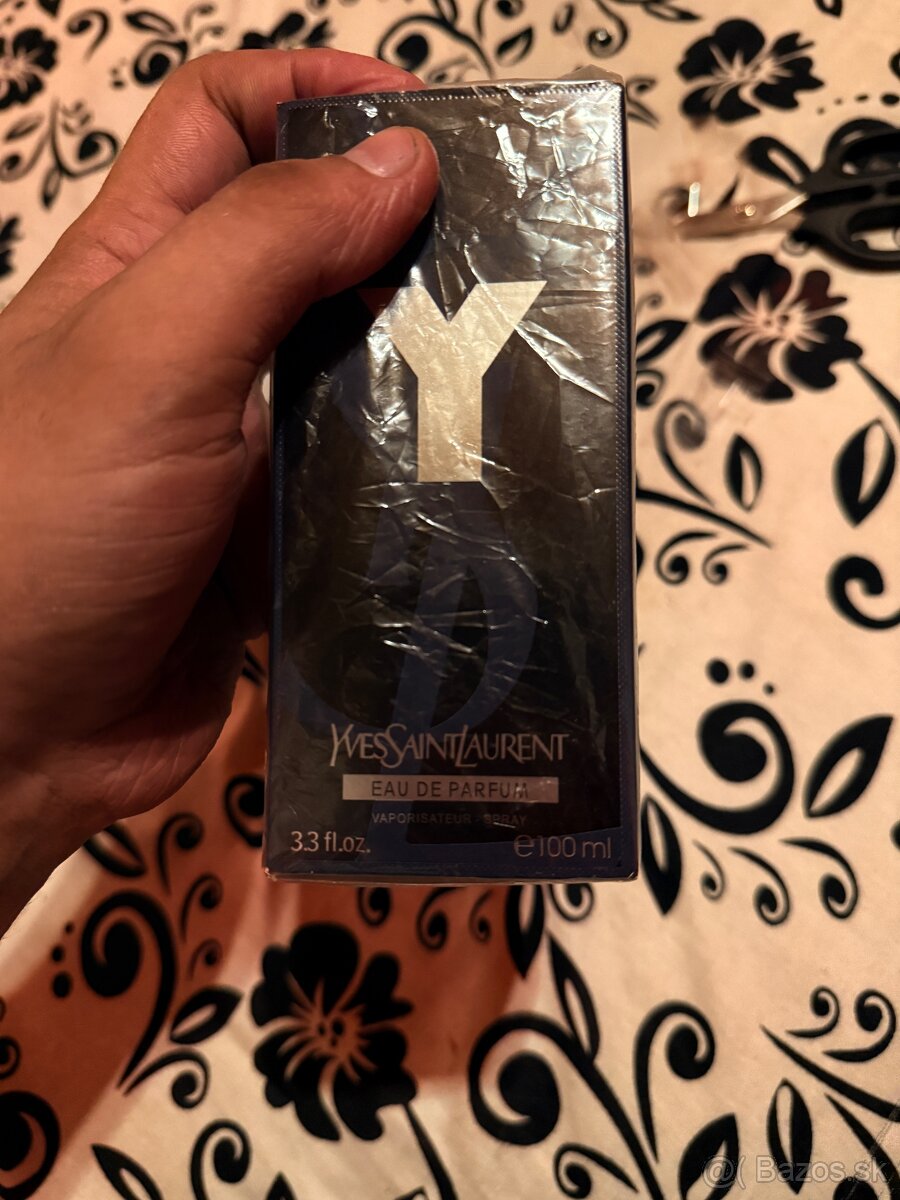 Y
YVESSAINTLAURENT
EAU DE PARFUM
VAPORISATEUR - SPRAY
3.3 fl.oz. ℮100 ml
@( Bazos.sk